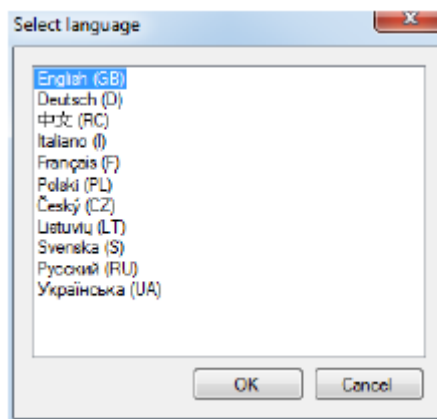 Select language
English (GB)
Deutsch (D)
中文 (RC)
Italiano (I)
Français (F)
Polski (PL)
Český (CZ)
Lietuvių (LT)
Svenska (S)
Русский (RU)
Українська (UA)
OK Cancel